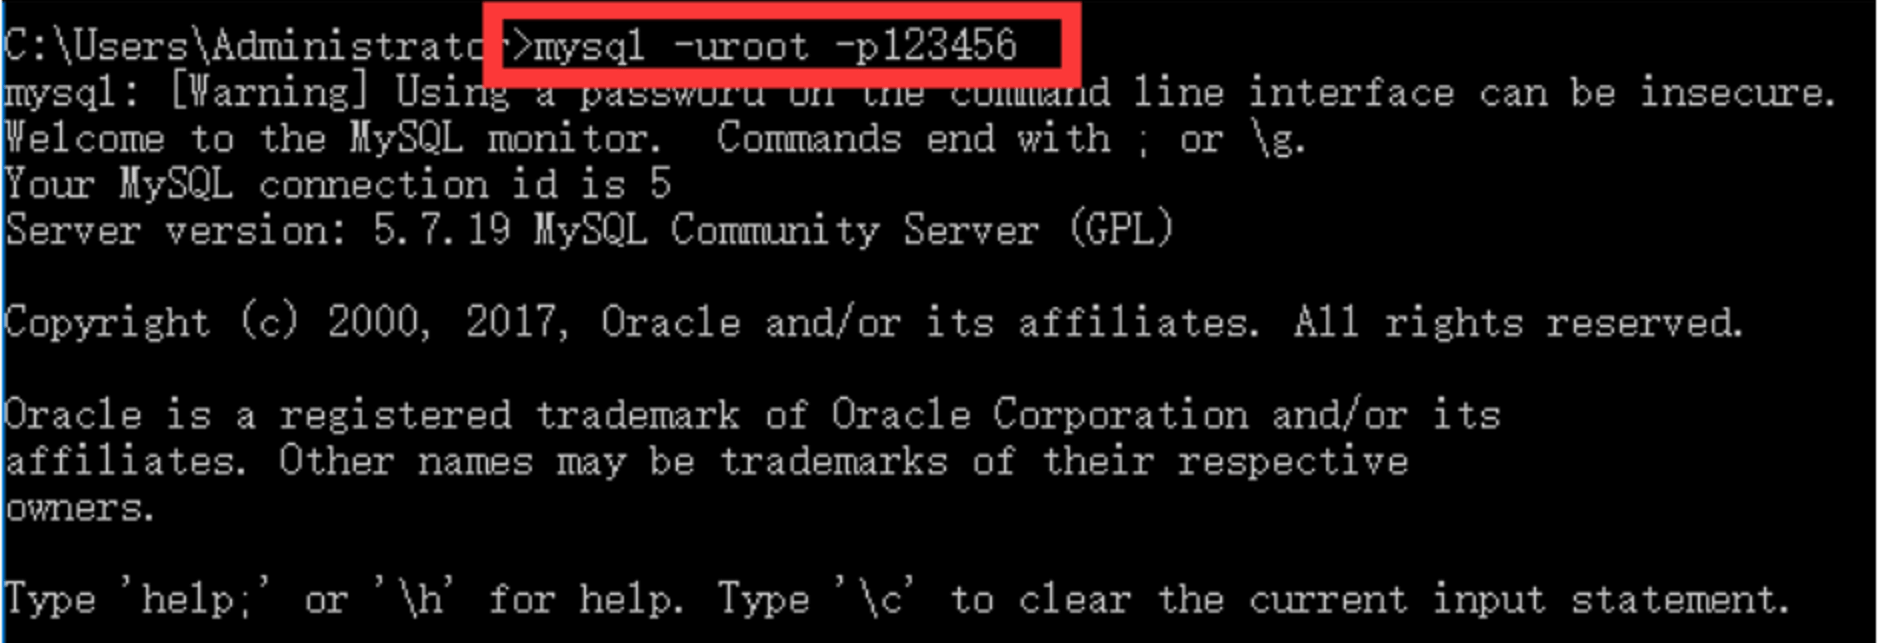 C:\Users\Administrator>mysql -uroot -p123456
mysql: [Warning] Using a password on the command line interface can be insecure.
Welcome to the MySQL monitor.  Commands end with ; or \g.
Your MySQL connection id is 5
Server version: 5.7.19 MySQL Community Server (GPL)

Copyright (c) 2000, 2017, Oracle and/or its affiliates. All rights reserved.

Oracle is a registered trademark of Oracle Corporation and/or its
affiliates. Other names may be trademarks of their respective
owners.

Type 'help;' or '\h' for help. Type '\c' to clear the current input statement.